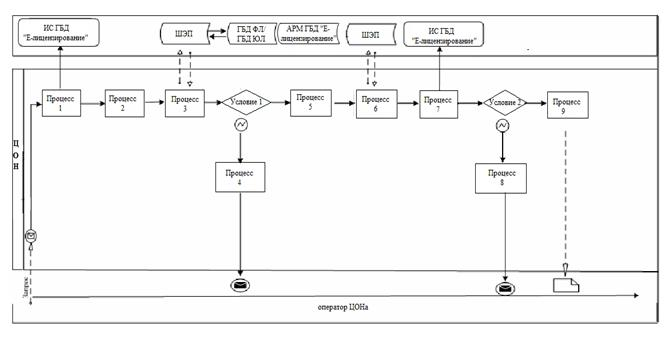 ИС ГБД
"Е-лицензирование"
ШЭП
ГБД ФЛ/
ГБД ЮЛ
АРМ ГБД "Е-
лицензирование"
ШЭП
ИС ГБД
"Е-лицензирование"
Процесс
1
Процесс
2
Процесс
3
Условие 1
Процесс
5
Процесс
6
Процесс
7
Условие 2
Процесс
9
Процесс
4
Процесс
8
ЦОН
Запрос
оператор ЦОНа